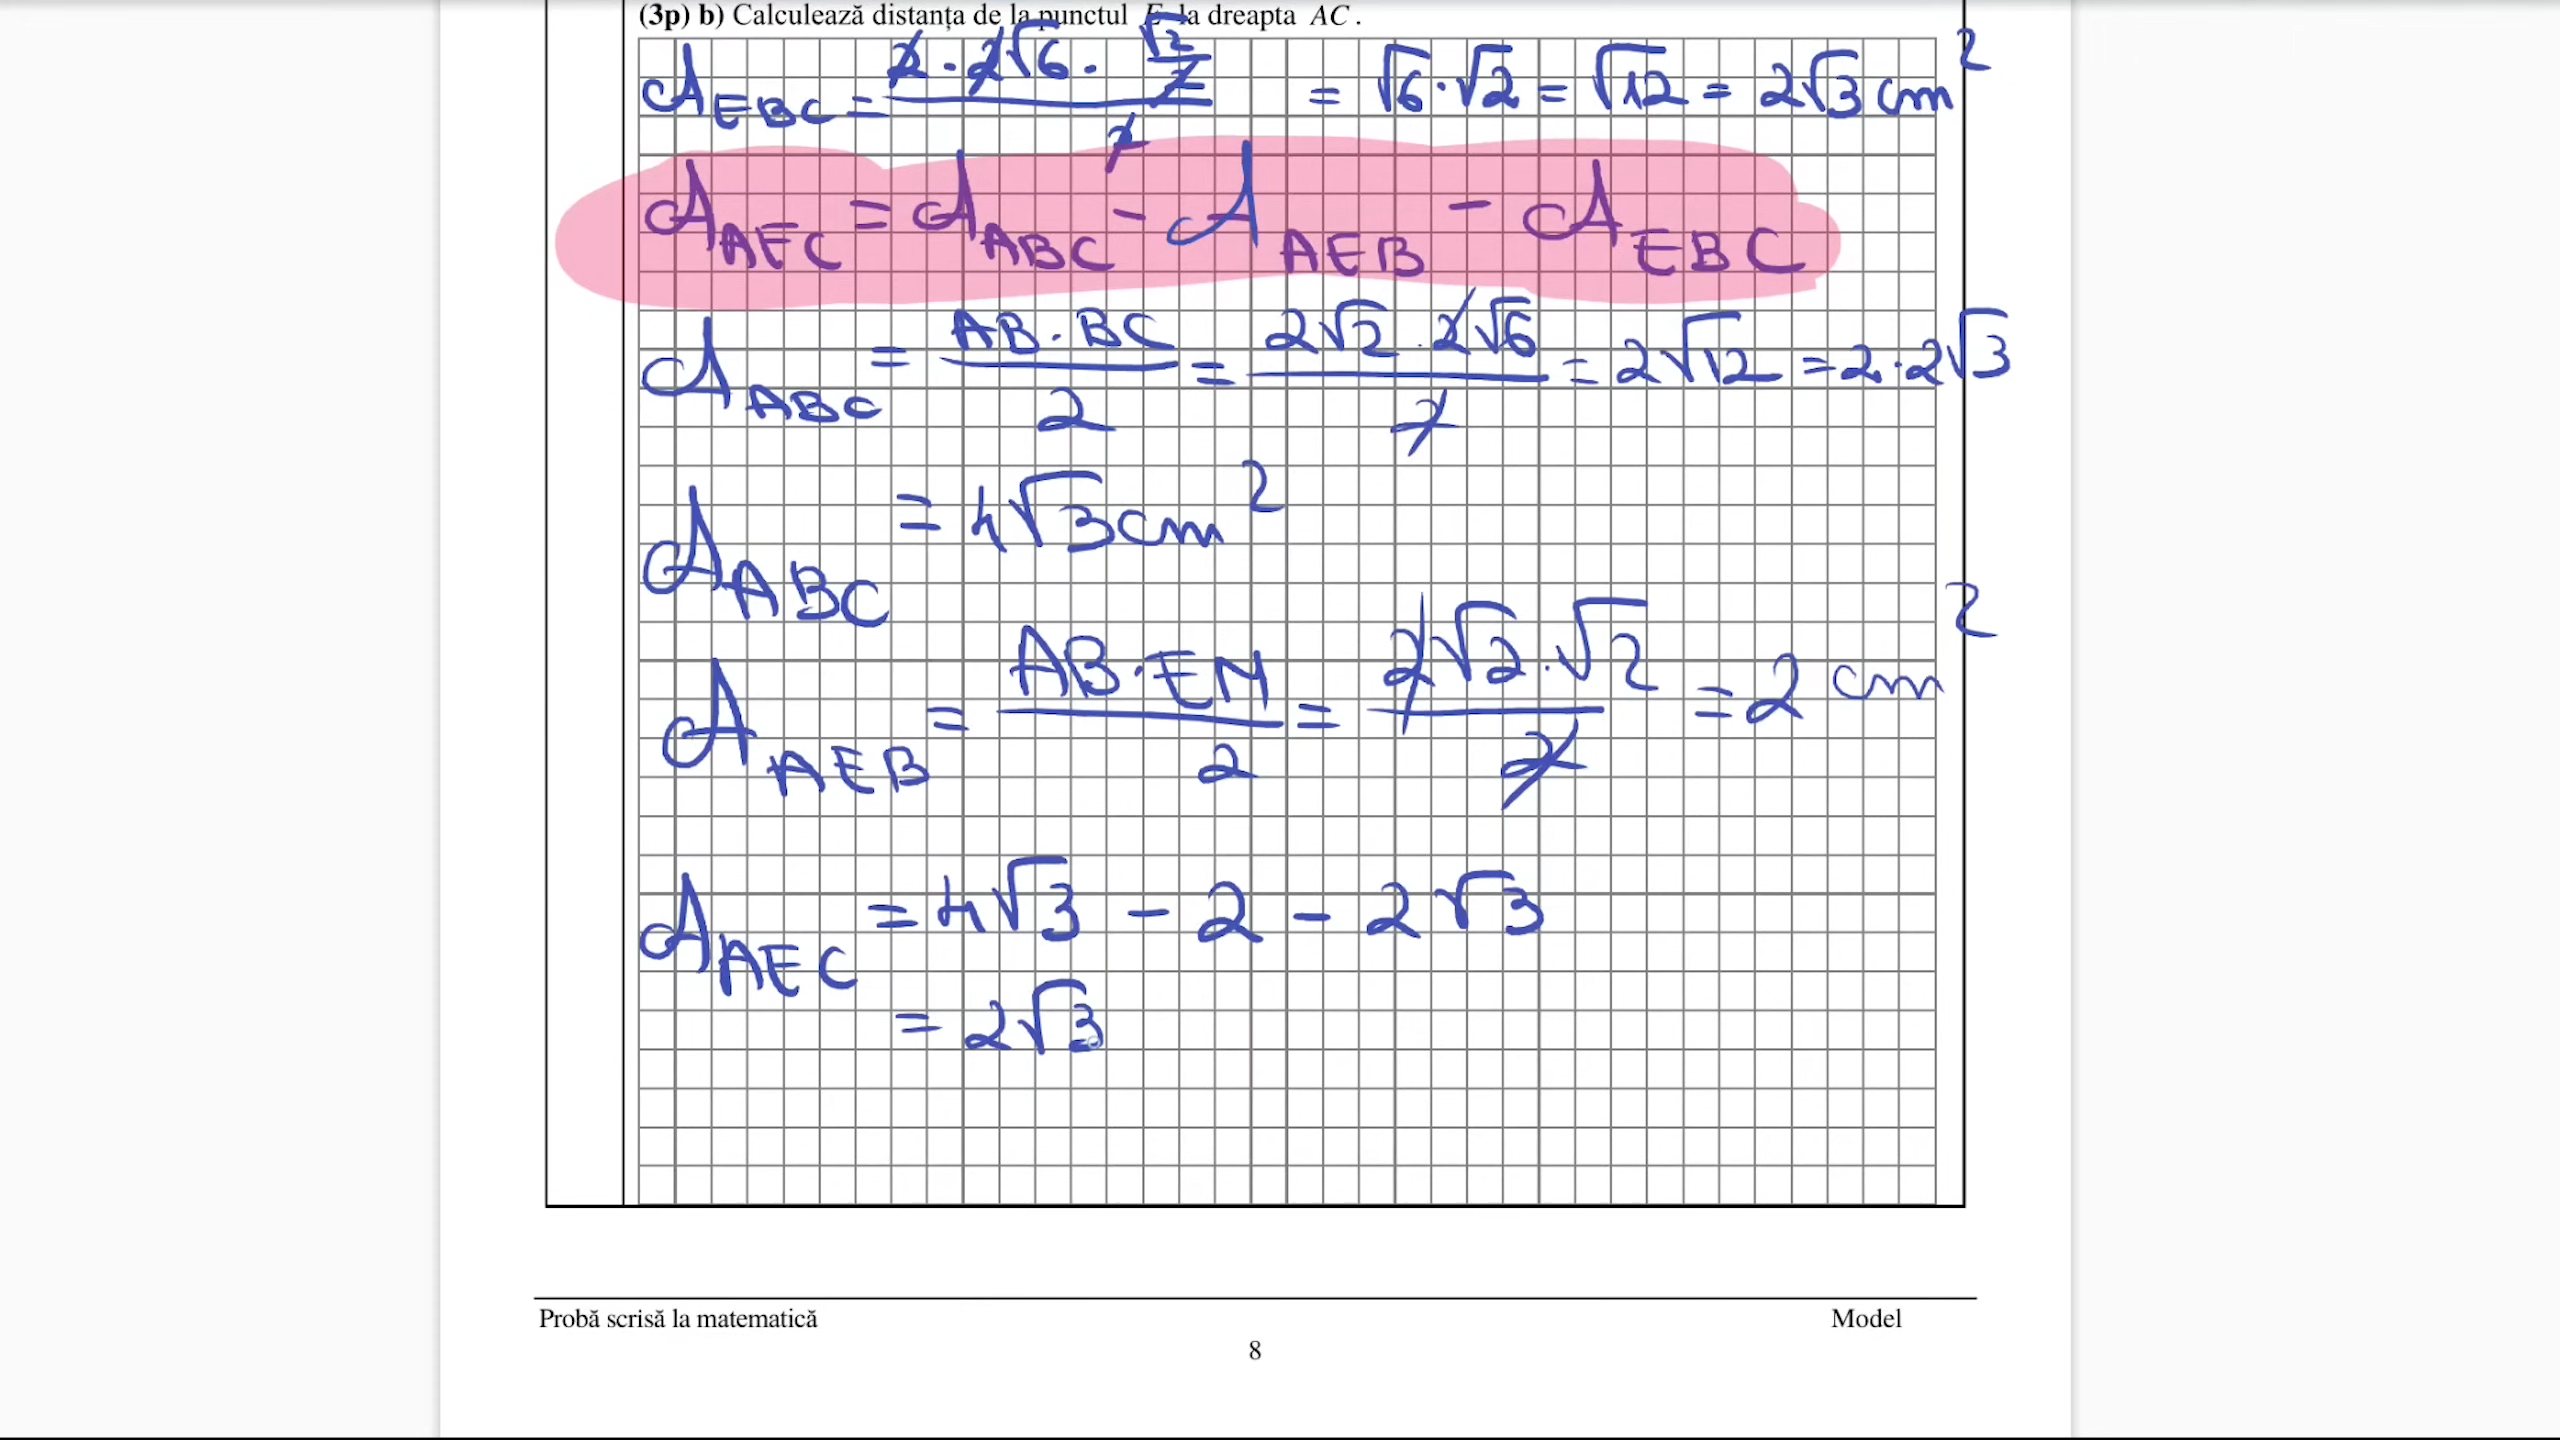 (3p) b) Calculează distanța de la punctul E la dreapta AC.
A_EBC = (2 · 2√6 · √2/2)/2 = √6·√2 = √12 = 2√3 cm²
A_AEC = A_ABC - A_AEB - A_EBC
A_ABC = (AB·BC)/2 = (2√2 · 2√6)/2 = 2√12 = 2·2√3
A_ABC = 4√3 cm²
A_AEB = (AB·EM)/2 = (2√2·√2)/2 = 2 cm²
A_AEC = 4√3 - 2 - 2√3
= 2√3
Probă scrisă la matematică
Model
8